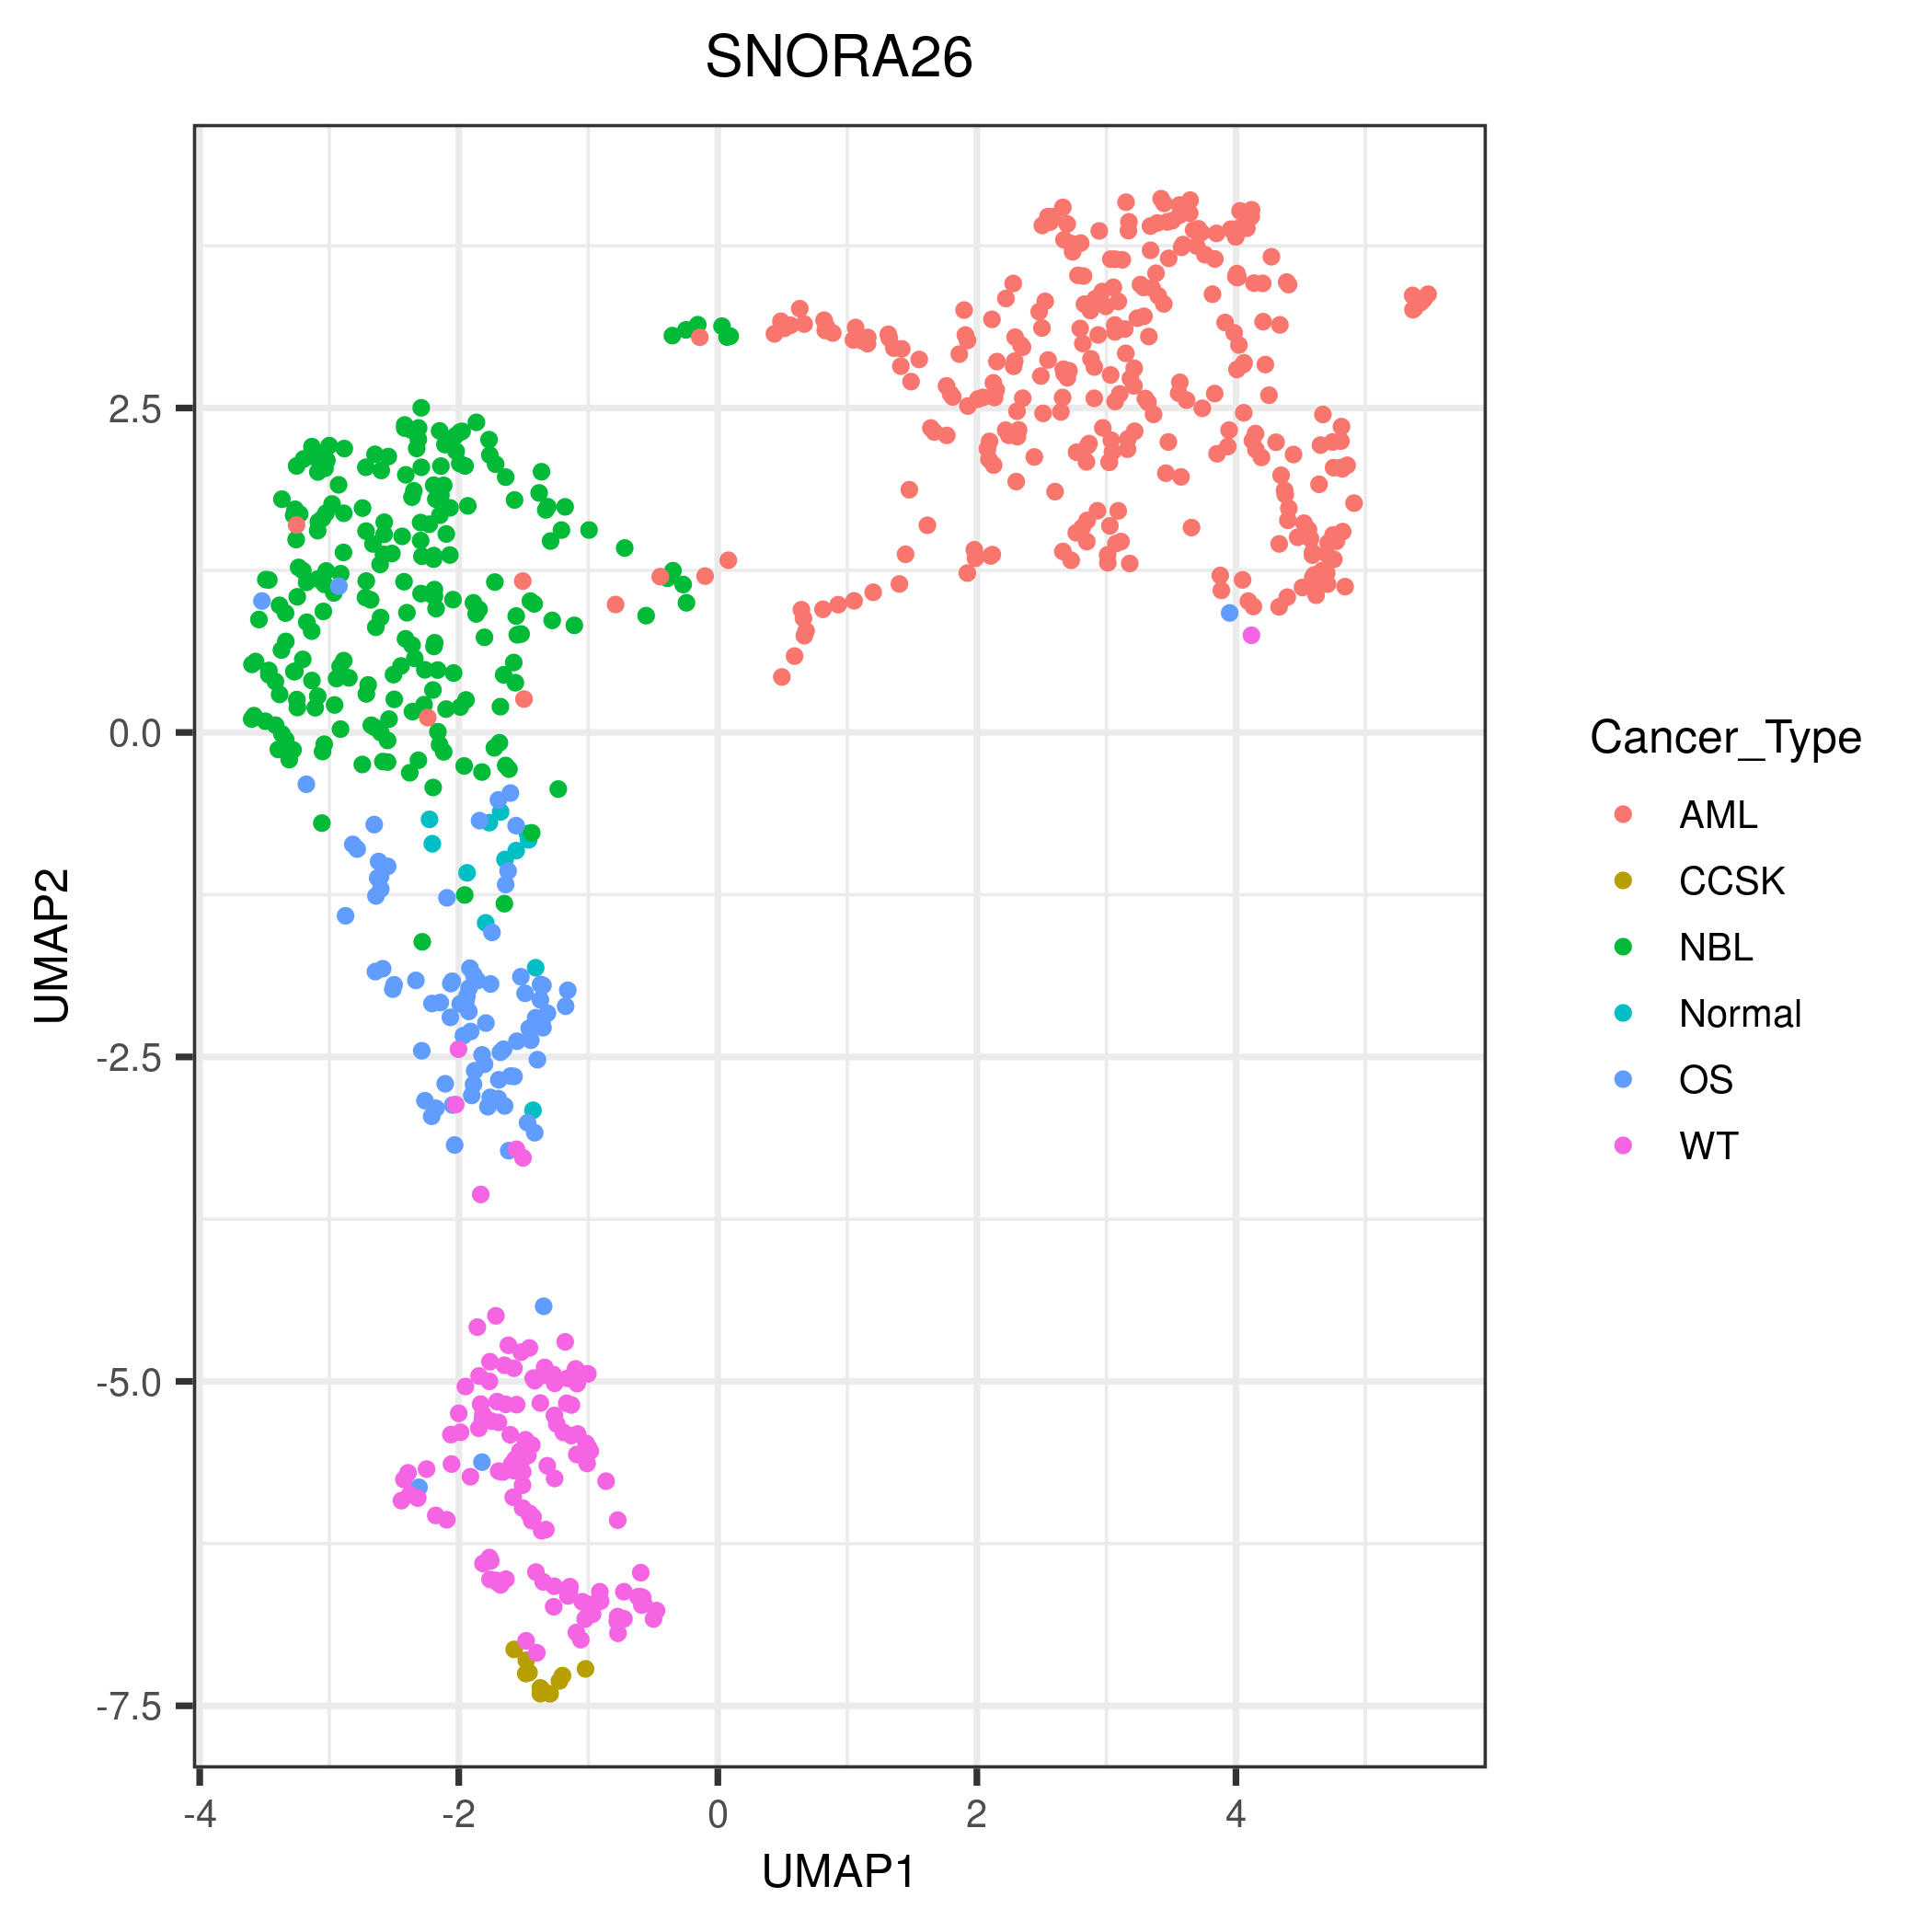 SNORA26
2.5
0.0
-2.5
-5.0
-7.5
UMAP2
-4
-2
0
2
4
UMAP1
Cancer_Type
AML
CCSK
NBL
Normal
OS
WT